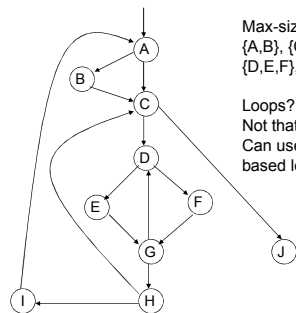 Max-siz
{A,B}, {C
{D,E,F},
Loops?
Not that
Can use
based lo
A
B
C
D
E
F
G
J
I
H